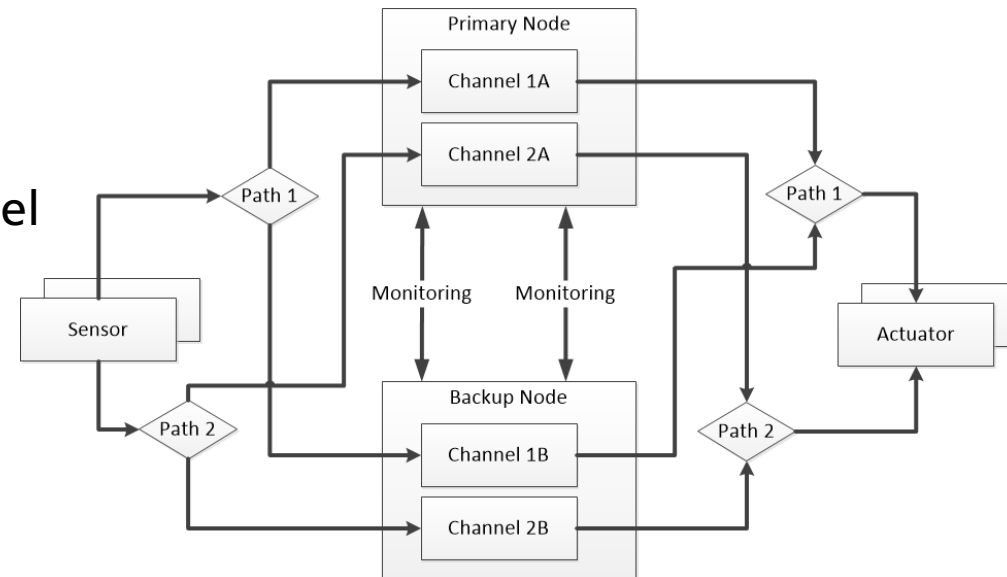 Primary Node
Channel 1A
Channel 2A
Path 1
Path 1
el
Monitoring Monitoring
Sensor
Actuator
Backup Node
Path 2
Path 2
Channel 1B
Channel 2B